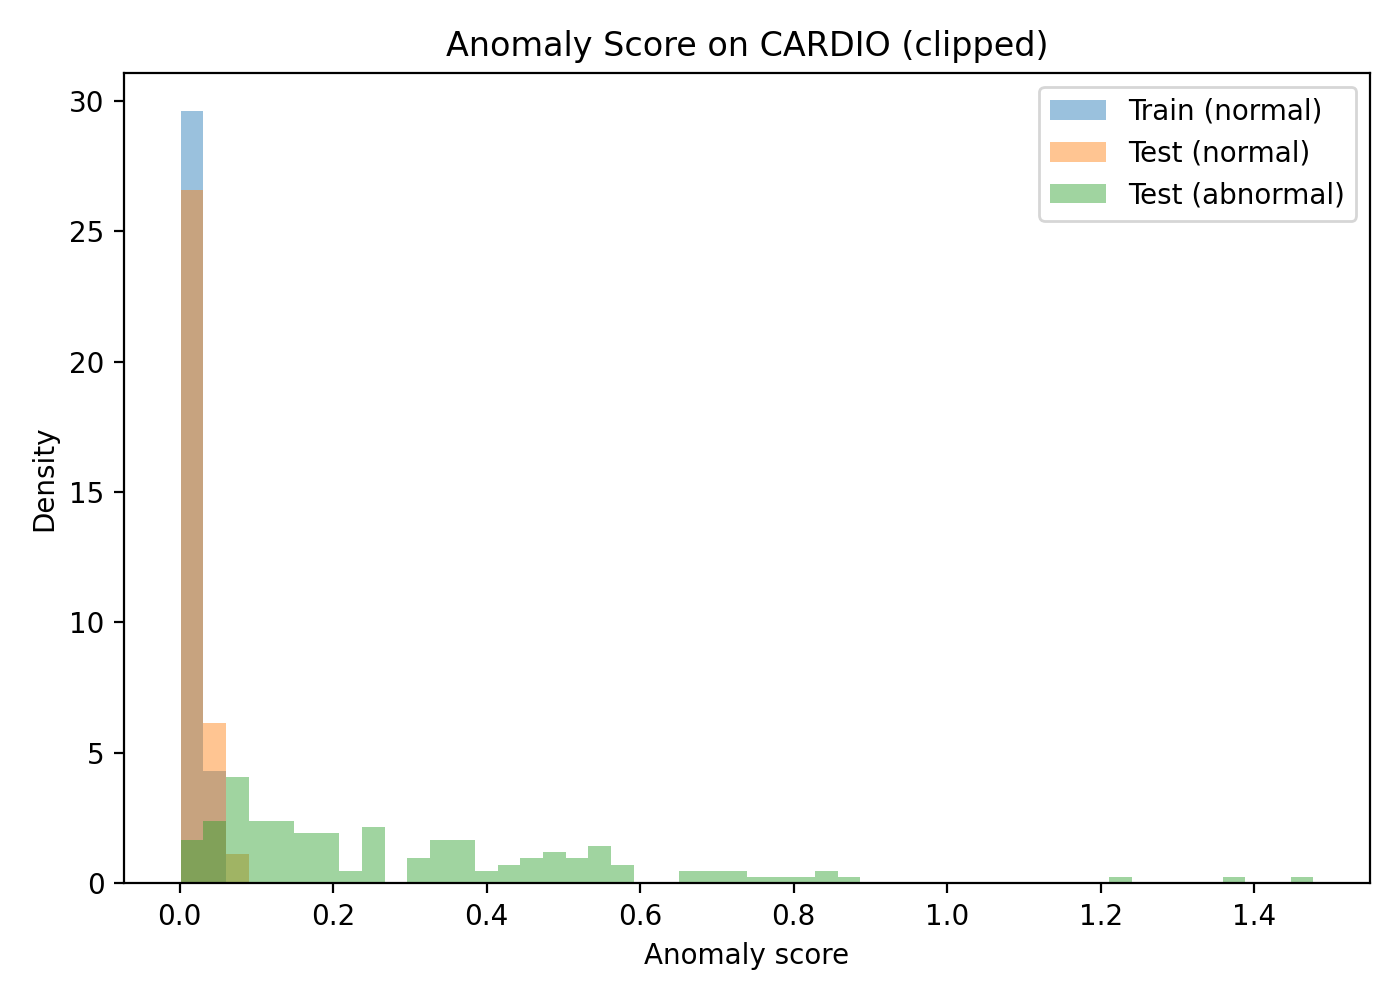 Anomaly Score on CARDIO (clipped)
Train (normal)
Test (normal)
Test (abnormal)
30
25
20
15
10
5
0
Density
0.0 0.2 0.4 0.6 0.8 1.0 1.2 1.4
Anomaly score